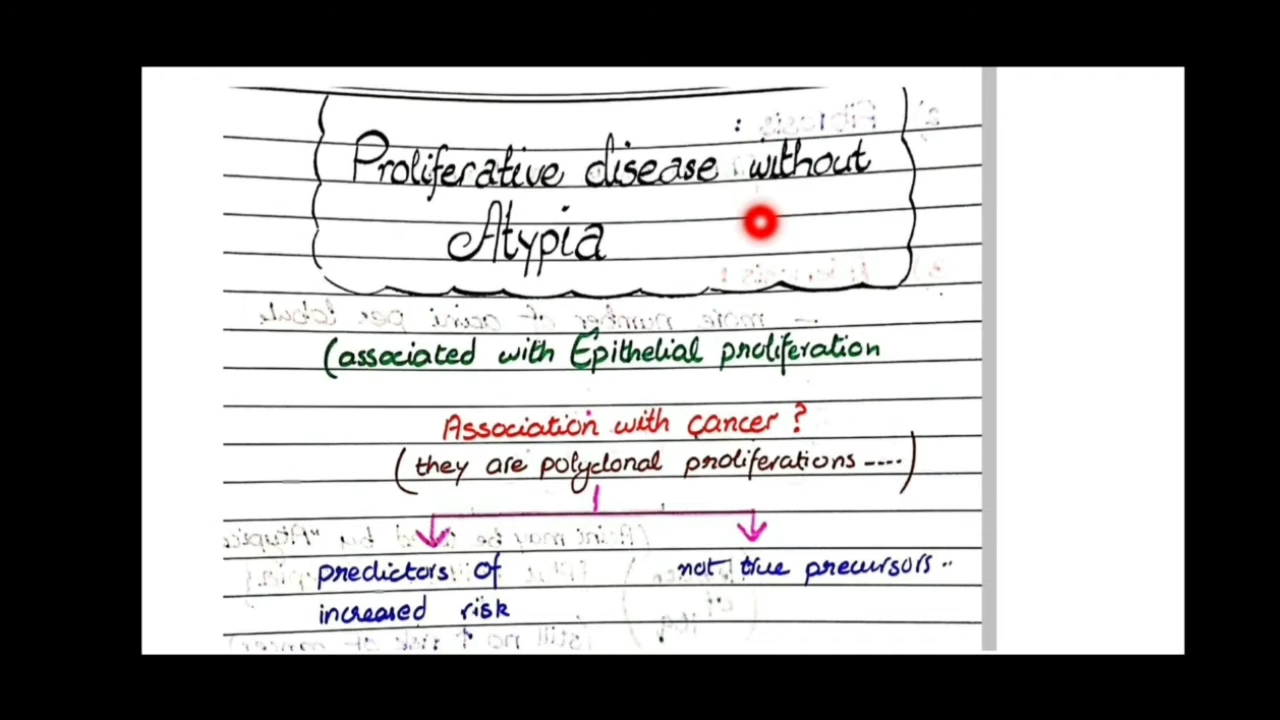 Proliferative disease without
Atypia
(associated with Epithelial proliferation
Association with cancer?
(they are polyclonal proliferations ----)
predictors of
increased risk
not true precursors..